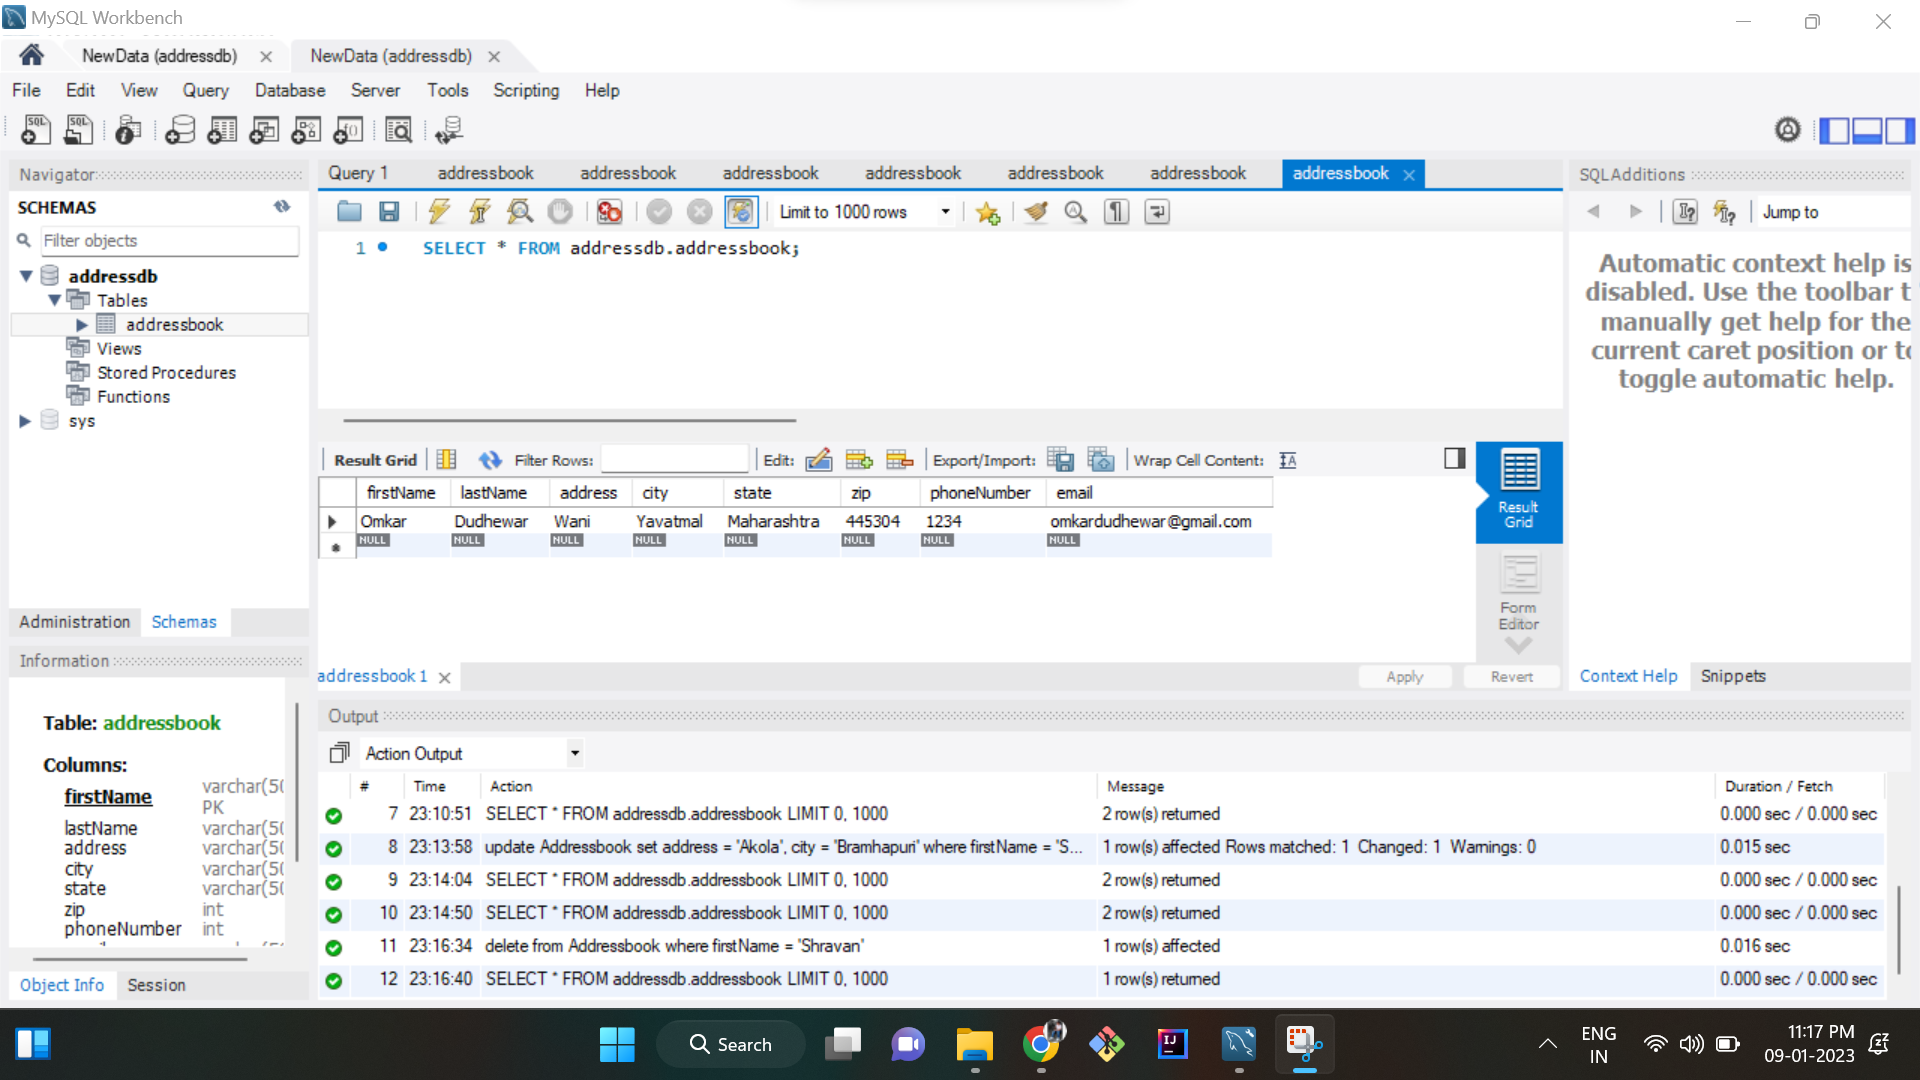 MySQL Workbench
NewData (addressdb)
NewData (addressdb)
File Edit View Query Database Server Tools Scripting Help
Navigator
SCHEMAS
Filter objects
addressdb
Tables
addressbook
Views
Stored Procedures
Functions
sys
Administration Schemas
Information
Table: addressbook
Columns:
firstName varchar(50
PK
lastName varchar(50
address varchar(50
city varchar(50
state varchar(50
zip int
phoneNumber int
Object Info Session
Query 1 addressbook addressbook addressbook addressbook addressbook addressbook addressbook
Limit to 1000 rows
1 SELECT * FROM addressdb.addressbook;
Result Grid Filter Rows: Edit: Export/Import: Wrap Cell Content:
firstName lastName address city state zip phoneNumber email
Omkar Dudhewar Wani Yavatmal Maharashtra 445304 1234 omkardudhewar@gmail.com
NULL NULL NULL NULL NULL NULL NULL NULL
Result
Grid
Form
Editor
addressbook 1
Apply Revert
SQLAdditions
Jump to
Automatic context help is
disabled. Use the toolbar t
manually get help for the
current caret position or to
toggle automatic help.
Context Help Snippets
Output
Action Output
# Time Action Message Duration / Fetch
7 23:10:51 SELECT * FROM addressdb.addressbook LIMIT 0, 1000 2 row(s) returned 0.000 sec / 0.000 sec
8 23:13:58 update Addressbook set address = 'Akola', city = 'Bramhapuri' where firstName = 'S... 1 row(s) affected Rows matched: 1 Changed: 1 Warnings: 0 0.015 sec
9 23:14:04 SELECT * FROM addressdb.addressbook LIMIT 0, 1000 2 row(s) returned 0.000 sec / 0.000 sec
10 23:14:50 SELECT * FROM addressdb.addressbook LIMIT 0, 1000 2 row(s) returned 0.000 sec / 0.000 sec
11 23:16:34 delete from Addressbook where firstName = 'Shravan' 1 row(s) affected 0.016 sec
12 23:16:40 SELECT * FROM addressdb.addressbook LIMIT 0, 1000 1 row(s) returned 0.000 sec / 0.000 sec
Search
ENG
IN
11:17 PM
09-01-2023